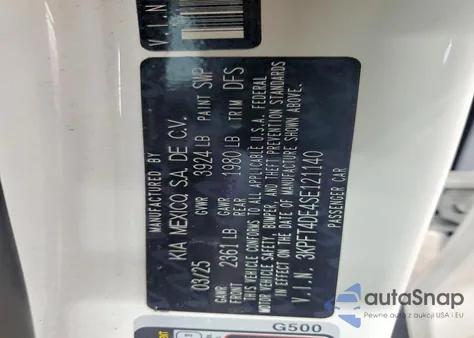 V.I.N.
MANUFACTURED BY
KIA MEXICO S.A. DE C.V.
03/25 GVWR 3924 LB PAINT SWP
GAWR FRONT 2361 LB GAWR REAR 1980 LB TRIM DFS
THIS VEHICLE CONFORMS TO ALL APPLICABLE U.S.A. FEDERAL
MOTOR VEHICLE SAFETY, BUMPER, AND THEFT PREVENTION STANDARDS
IN EFFECT ON THE DATE OF MANUFACTURE SHOWN ABOVE.
V.I.N. 3KPFT4DE4SE121140
PASSENGER CAR
G500
autoSnap
Pewne auta z aukcji USA i EU